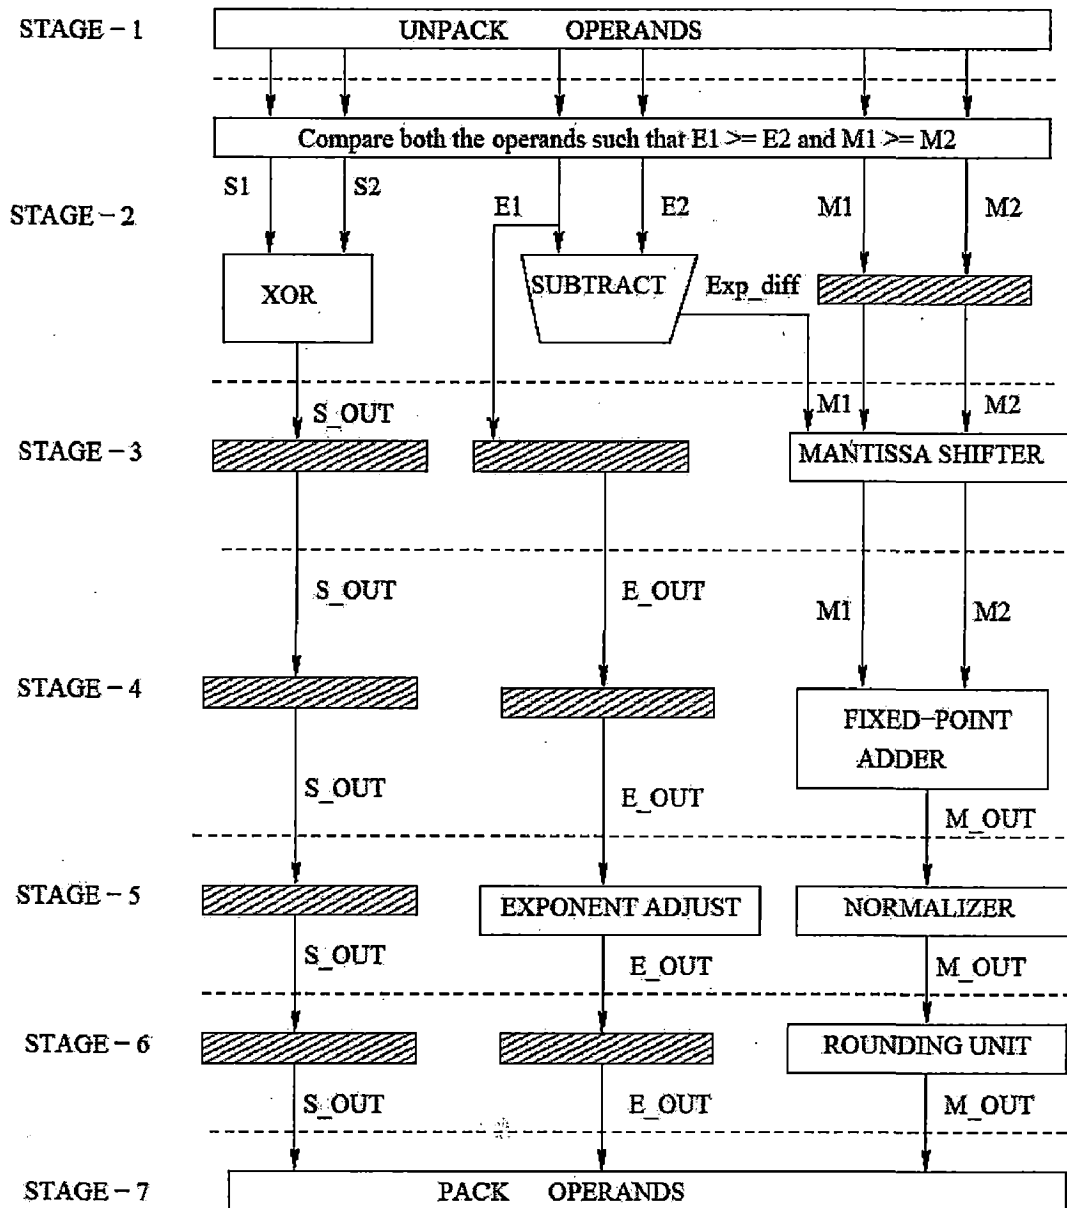 STAGE - 1
UNPACK OPERANDS
Compare both the operands such that E1 >= E2 and M1 >= M2
STAGE - 2
S1
S2
E1
E2
M1
M2
XOR
SUBTRACT
Exp_diff
STAGE - 3
S_OUT
M1
M2
MANTISSA SHIFTER
S_OUT
E_OUT
M1
M2
STAGE - 4
FIXED-POINT
ADDER
S_OUT
E_OUT
M_OUT
STAGE - 5
EXPONENT ADJUST
NORMALIZER
S_OUT
E_OUT
M_OUT
STAGE - 6
ROUNDING UNIT
S_OUT
E_OUT
M_OUT
STAGE - 7
PACK OPERANDS